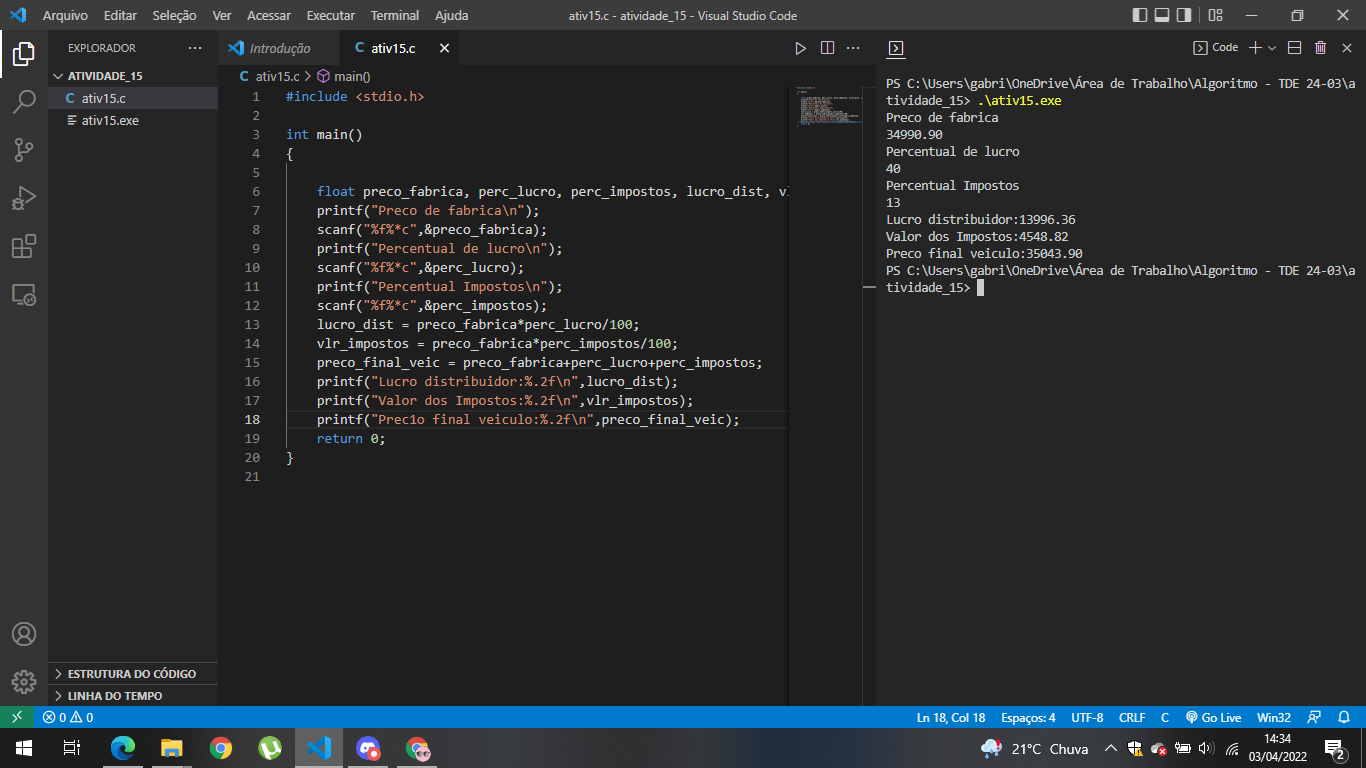 Arquivo Editar Seleção Ver Acessar Executar Terminal Ajuda
ativ15.c - atividade_15 - Visual Studio Code
EXPLORADOR ···
ATIVIDADE_15
C ativ15.c
ativ15.exe
ESTRUTURA DO CÓDIGO
LINHA DO TEMPO
Introdução
C ativ15.c
C ativ15.c > main()
1 #include <stdio.h>
2
3 int main()
4 {
5
6 float preco_fabrica, perc_lucro, perc_impostos, lucro_dist, vl
7 printf("Preco de fabrica\n");
8 scanf("%f%*c",&preco_fabrica);
9 printf("Percentual de lucro\n");
10 scanf("%f%*c",&perc_lucro);
11 printf("Percentual Impostos\n");
12 scanf("%f%*c",&perc_impostos);
13 lucro_dist = preco_fabrica*perc_lucro/100;
14 vlr_impostos = preco_fabrica*perc_impostos/100;
15 preco_final_veic = preco_fabrica+perc_lucro+perc_impostos;
16 printf("Lucro distribuidor:%.2f\n",lucro_dist);
17 printf("Valor dos Impostos:%.2f\n",vlr_impostos);
18 printf("Prec1o final veiculo:%.2f\n",preco_final_veic);
19 return 0;
20 }
21
Code
PS C:\Users\gabri\OneDrive\Área de Trabalho\Algoritmo - TDE 24-03\a
tividade_15> .\ativ15.exe
Preco de fabrica
34990.90
Percentual de lucro
40
Percentual Impostos
13
Lucro distribuidor:13996.36
Valor dos Impostos:4548.82
Preco final veiculo:35043.90
PS C:\Users\gabri\OneDrive\Área de Trabalho\Algoritmo - TDE 24-03\a
tividade_15>
0 0
Ln 18, Col 18 Espaços: 4 UTF-8 CRLF C Go Live Win32
21°C Chuva
14:34
03/04/2022
2